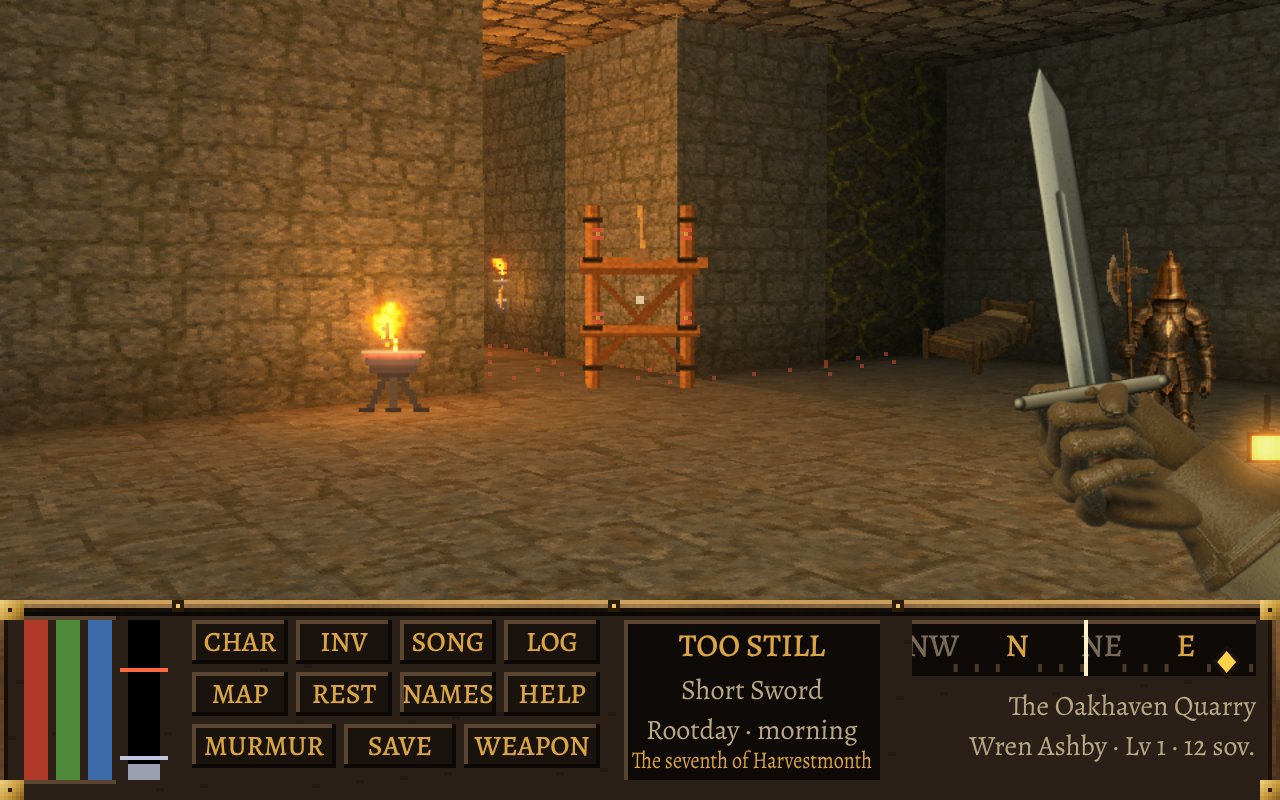 CHAR INV SONG LOG
MAP REST NAMES HELP
MURMUR SAVE WEAPON
TOO STILL
Short Sword
Rootday · morning
The seventh of Harvestmonth
NW N NE E
The Oakhaven Quarry
Wren Ashby · Lv 1 · 12 sov.